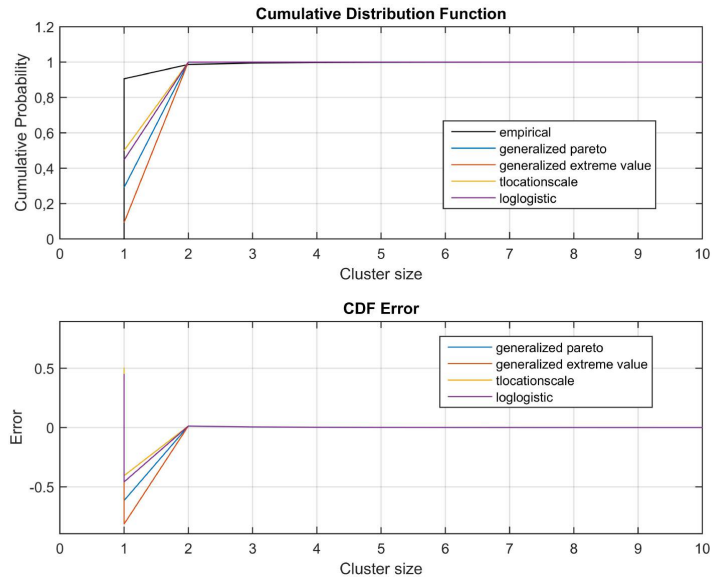 Cumulative Distribution Function
1.2
1
0,8
0,6
0,4
0,2
0
Cumulative Probability
empirical
generalized pareto
generalized extreme value
tlocationscale
loglogistic
0 1 2 3 4 5 6 7 8 9 10
Cluster size
CDF Error
0.5
0
-0.5
Error
generalized pareto
generalized extreme value
tlocationscale
loglogistic
0 1 2 3 4 5 6 7 8 9 10
Cluster size